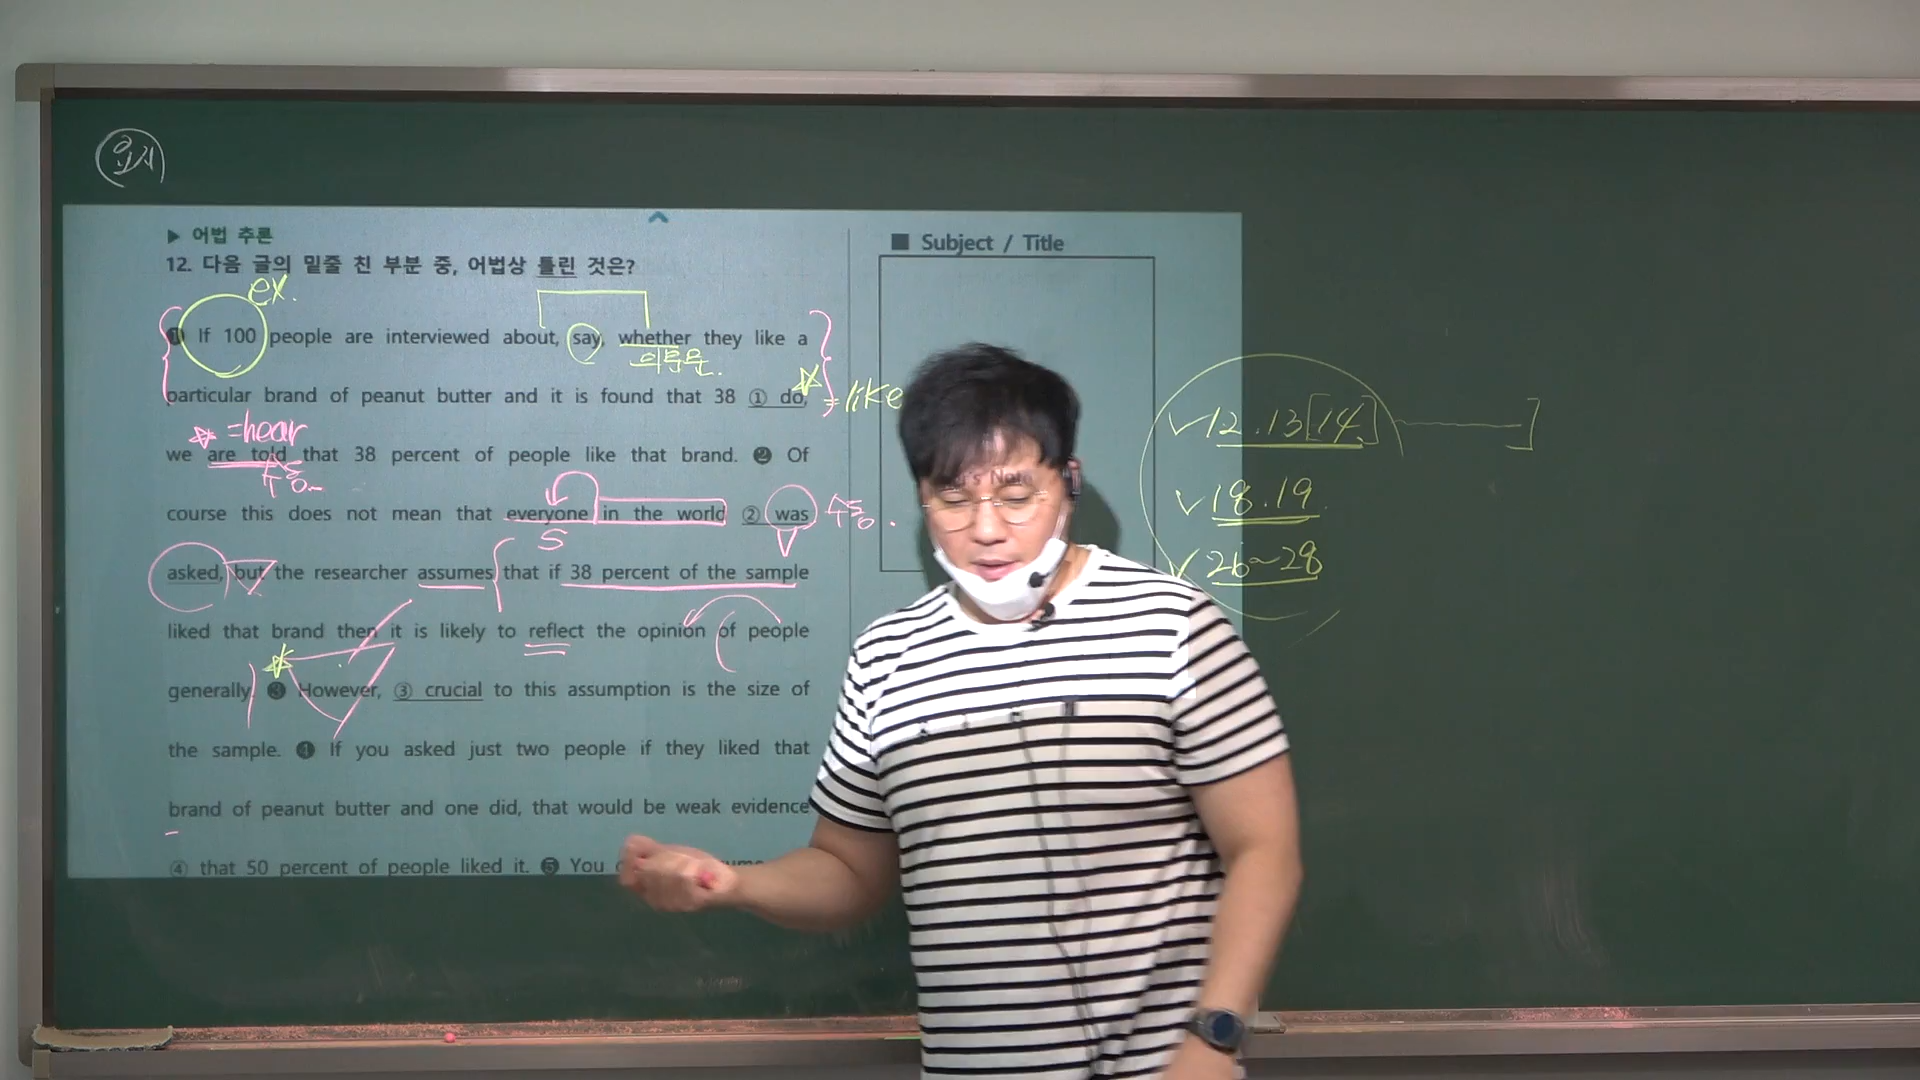 요지
▶ 어법 추론
12. 다음 글의 밑줄 친 부분 중, 어법상 틀린 것은?
ex.
❶ If 100 people are interviewed about, say, whether they like a
의문문.
particular brand of peanut butter and it is found that 38 ① do,
=like
=hear
we are told that 38 percent of people like that brand. ❷ Of
수동
course this does not mean that everyone in the world ② was
수동.
S
V
asked, but the researcher assumes that if 38 percent of the sample
liked that brand then it is likely to reflect the opinion of people
generally. ❸ However, ③ crucial to this assumption is the size of
the sample. ❹ If you asked just two people if they liked that
brand of peanut butter and one did, that would be weak evidence
④ that 50 percent of people liked it. ❺ You
■ Subject / Title
12.13[14.] ]
18.19.
26~28